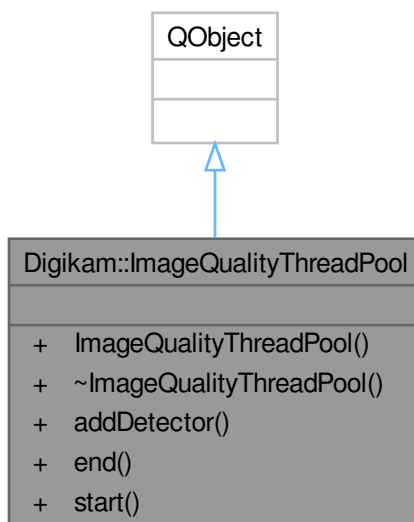 QObject
Digikam::ImageQualityThreadPool
+ ImageQualityThreadPool()
+ ~ImageQualityThreadPool()
+ addDetector()
+ end()
+ start()